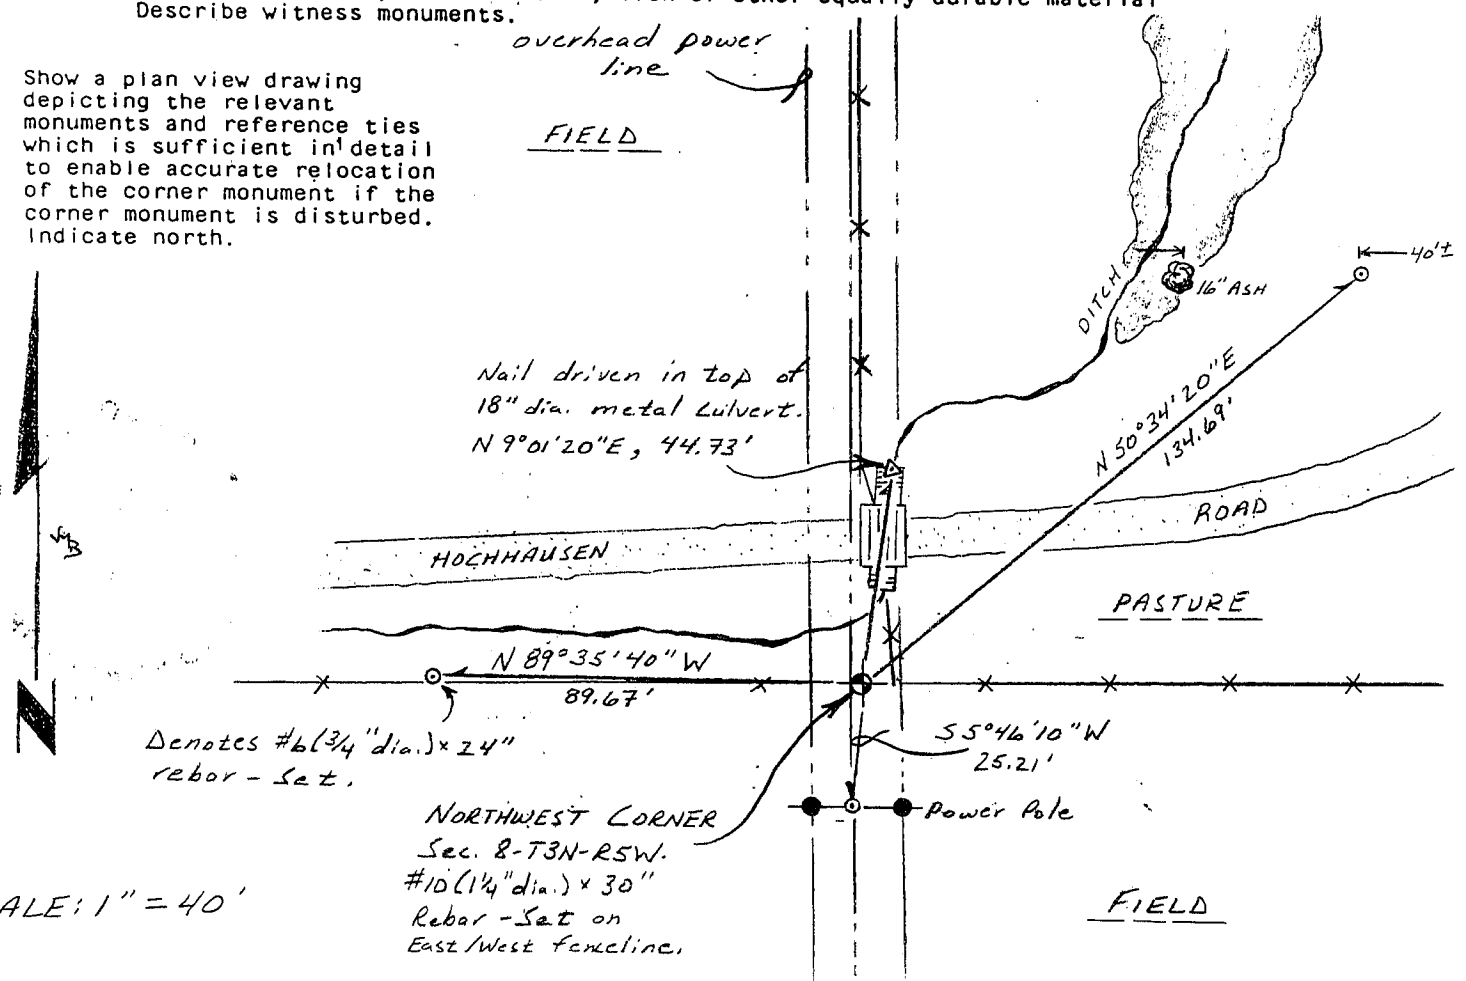 Describe witness monuments.
overhead power
line
Show a plan view drawing
depicting the relevant
monuments and reference ties
which is sufficient in detail
to enable accurate relocation
of the corner monument if the
corner monument is disturbed.
Indicate north.
FIELD
40'±
16" ASH
DITCH
Nail driven in top of
18" dia. metal Culvert.
N 9°01'20"E, 44.73'
N 50°34'20"E
134.69'
ROAD
HOCHHAUSEN
PASTURE
N 89°35'40"W
89.67'
Denotes #6(3/4"dia.)x 24"
rebar - Set.
S 5°46'10"W
25.21'
Power Pole
NORTHWEST CORNER
Sec. 8-T3N-R5W.
#10(1¼"dia.) x 30"
Rebar - Set on
East/West fenceline.
N
ALE: 1" = 40'
FIELD